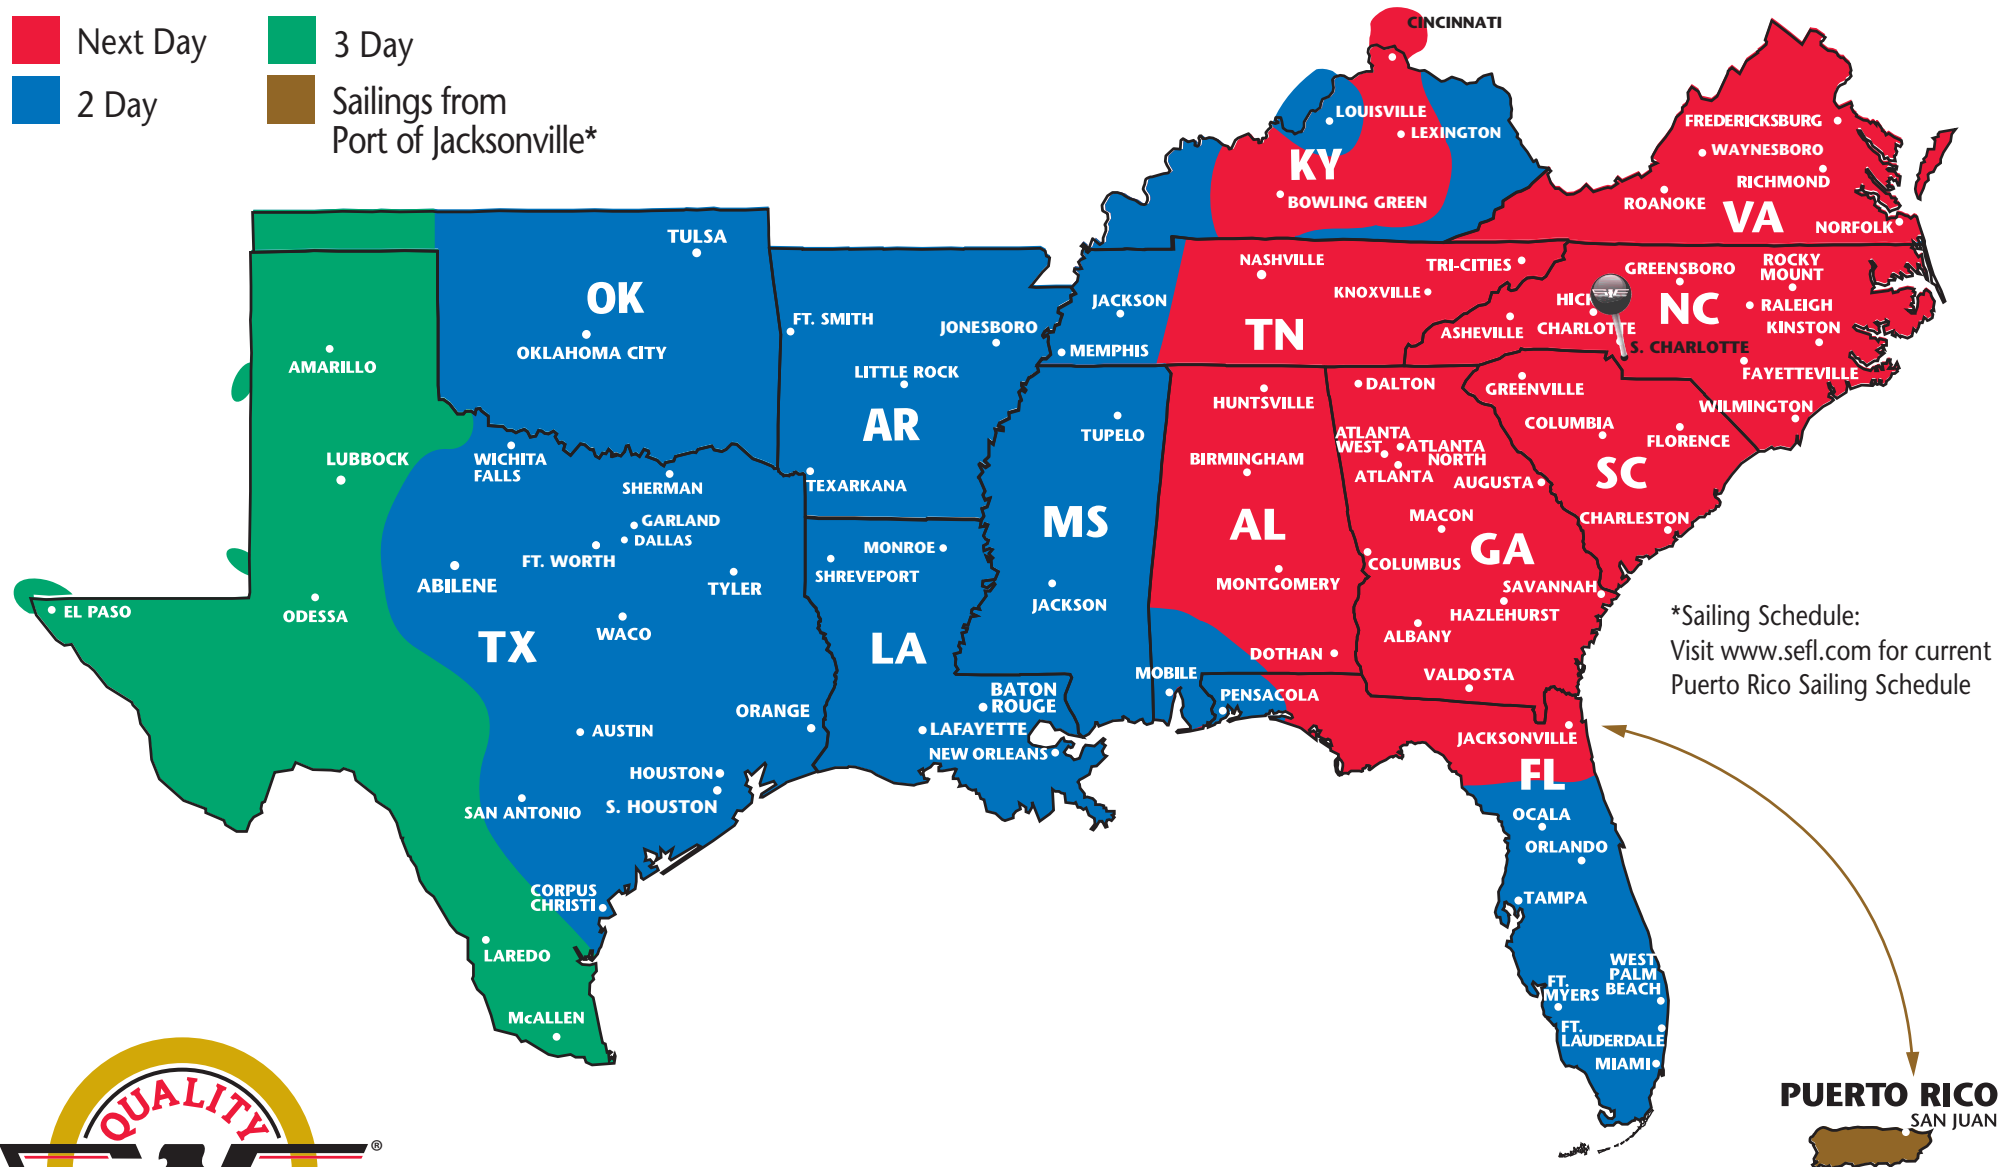 Next Day
3 Day
2 Day
Sailings from
Port of Jacksonville*
CINCINNATI
LOUISVILLE
LEXINGTON
KY
BOWLING GREEN
FREDERICKSBURG
WAYNESBORO
RICHMOND
ROANOKE
VA
NORFOLK
TULSA
OK
OKLAHOMA CITY
FT. SMITH
JONESBORO
LITTLE ROCK
AR
TEXARKANA
JACKSON
MEMPHIS
NASHVILLE
TRI-CITIES
KNOXVILLE
TN
GREENSBORO
ROCKY
MOUNT
HICK
NC
RALEIGH
ASHEVILLE
CHARLOTTE
KINSTON
S. CHARLOTTE
FAYETTEVILLE
WILMINGTON
AMARILLO
LUBBOCK
WICHITA
FALLS
SHERMAN
GARLAND
DALLAS
FT. WORTH
ABILENE
TYLER
EL PASO
ODESSA
WACO
TX
AUSTIN
ORANGE
HOUSTON
S. HOUSTON
SAN ANTONIO
CORPUS
CHRISTI
LAREDO
McALLEN
MONROE
SHREVEPORT
LA
BATON
ROUGE
LAFAYETTE
NEW ORLEANS
TUPELO
MS
JACKSON
HUNTSVILLE
BIRMINGHAM
AL
MONTGOMERY
DOTHAN
MOBILE
PENSACOLA
DALTON
ATLANTA
WEST
ATLANTA
NORTH
ATLANTA
AUGUSTA
MACON
GA
COLUMBUS
SAVANNAH
HAZLEHURST
ALBANY
VALDOSTA
GREENVILLE
COLUMBIA
FLORENCE
SC
CHARLESTON
JACKSONVILLE
FL
OCALA
ORLANDO
TAMPA
WEST
PALM
BEACH
FT.
MYERS
FT.
LAUDERDALE
MIAMI
*Sailing Schedule:
Visit www.sefl.com for current
Puerto Rico Sailing Schedule
PUERTO RICO
SAN JUAN
QUALITY
®